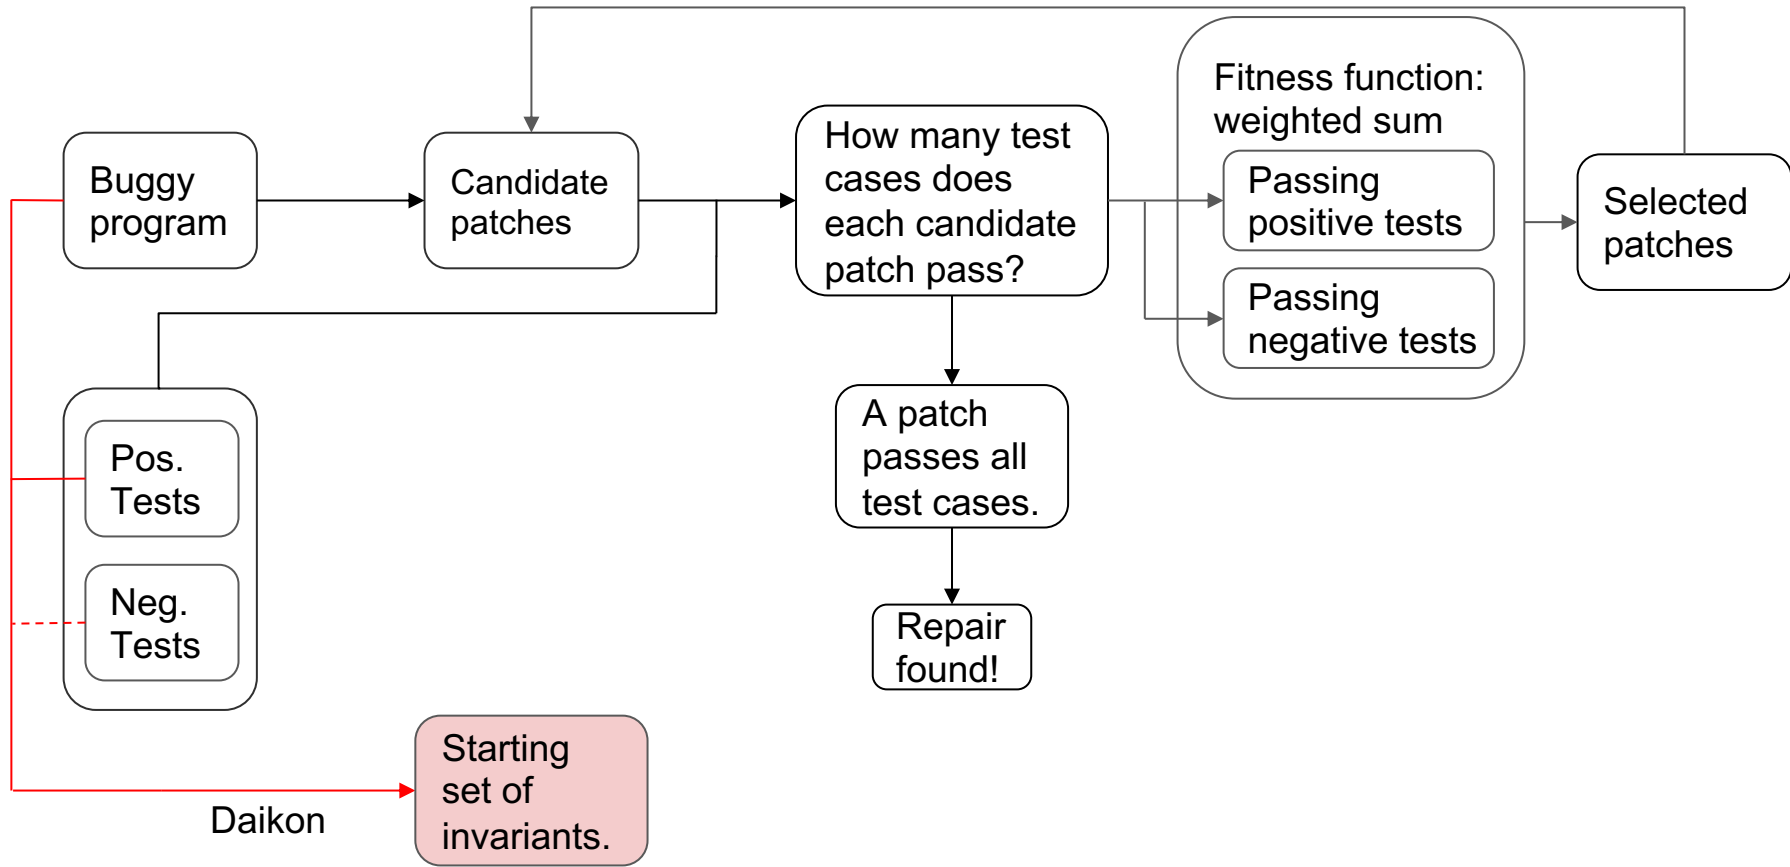 Buggy
program
Candidate
patches
How many test
cases does
each candidate
patch pass?
Fitness function:
weighted sum
Passing
positive tests
Passing
negative tests
Selected
patches
Pos.
Tests
Neg.
Tests
A patch
passes all
test cases.
Repair
found!
Daikon
Starting
set of
invariants.